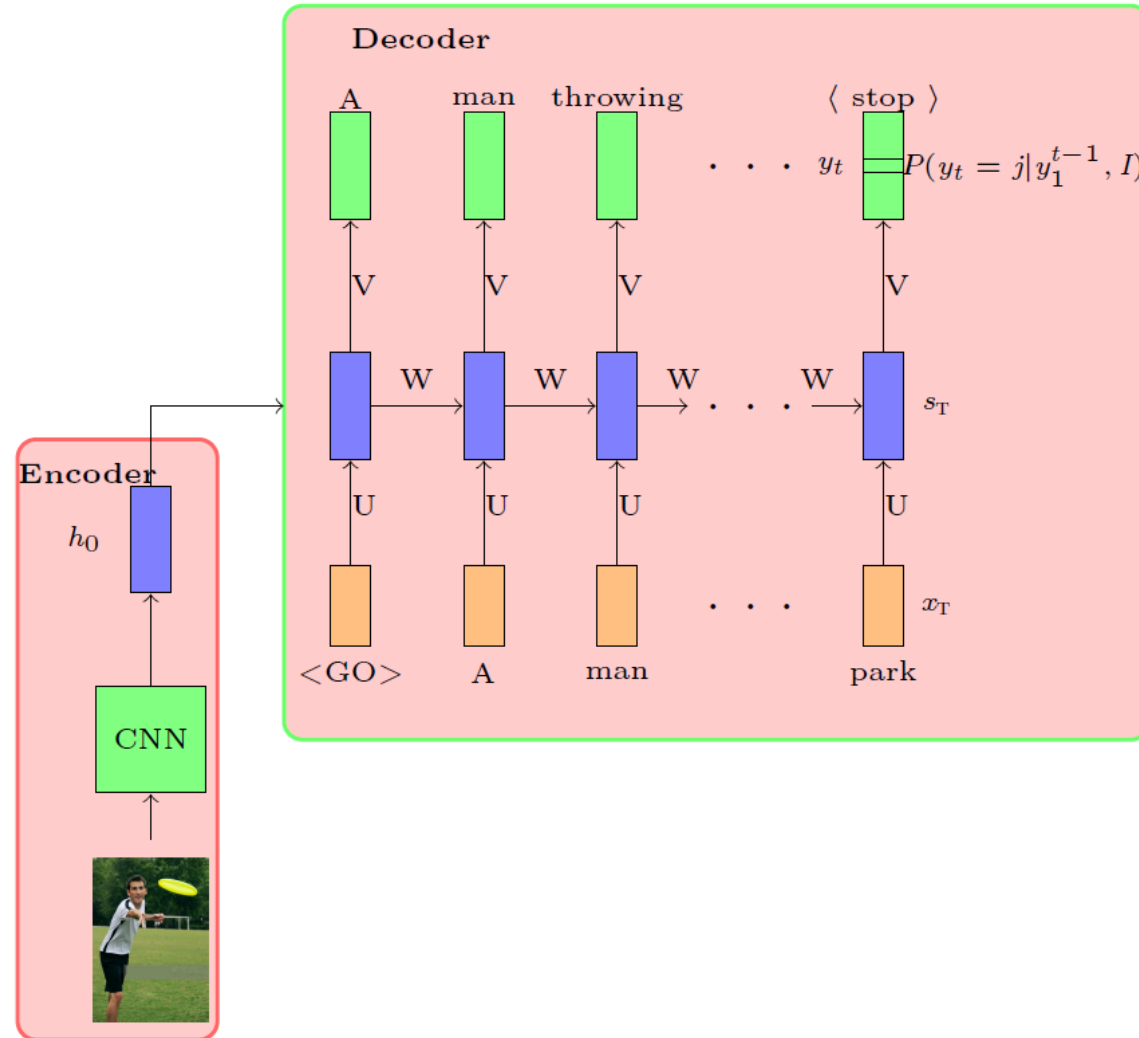 Decoder
A man throwing ⟨ stop ⟩
· · · y_t P(y_t = j|y_1^{t-1}, I)
V V V V
W W W W
· · · s_T
Encoder
U U U U
h_0
· · · x_T
<GO> A man park
CNN